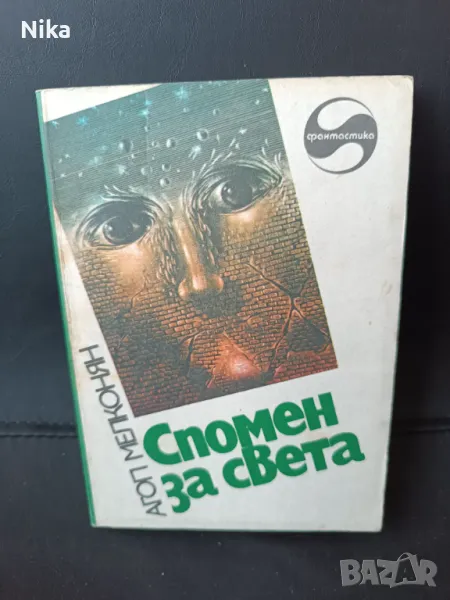 Nika
фантастика
АГОП МЕЛКОНЯН
Спомен
за света
BAZAR